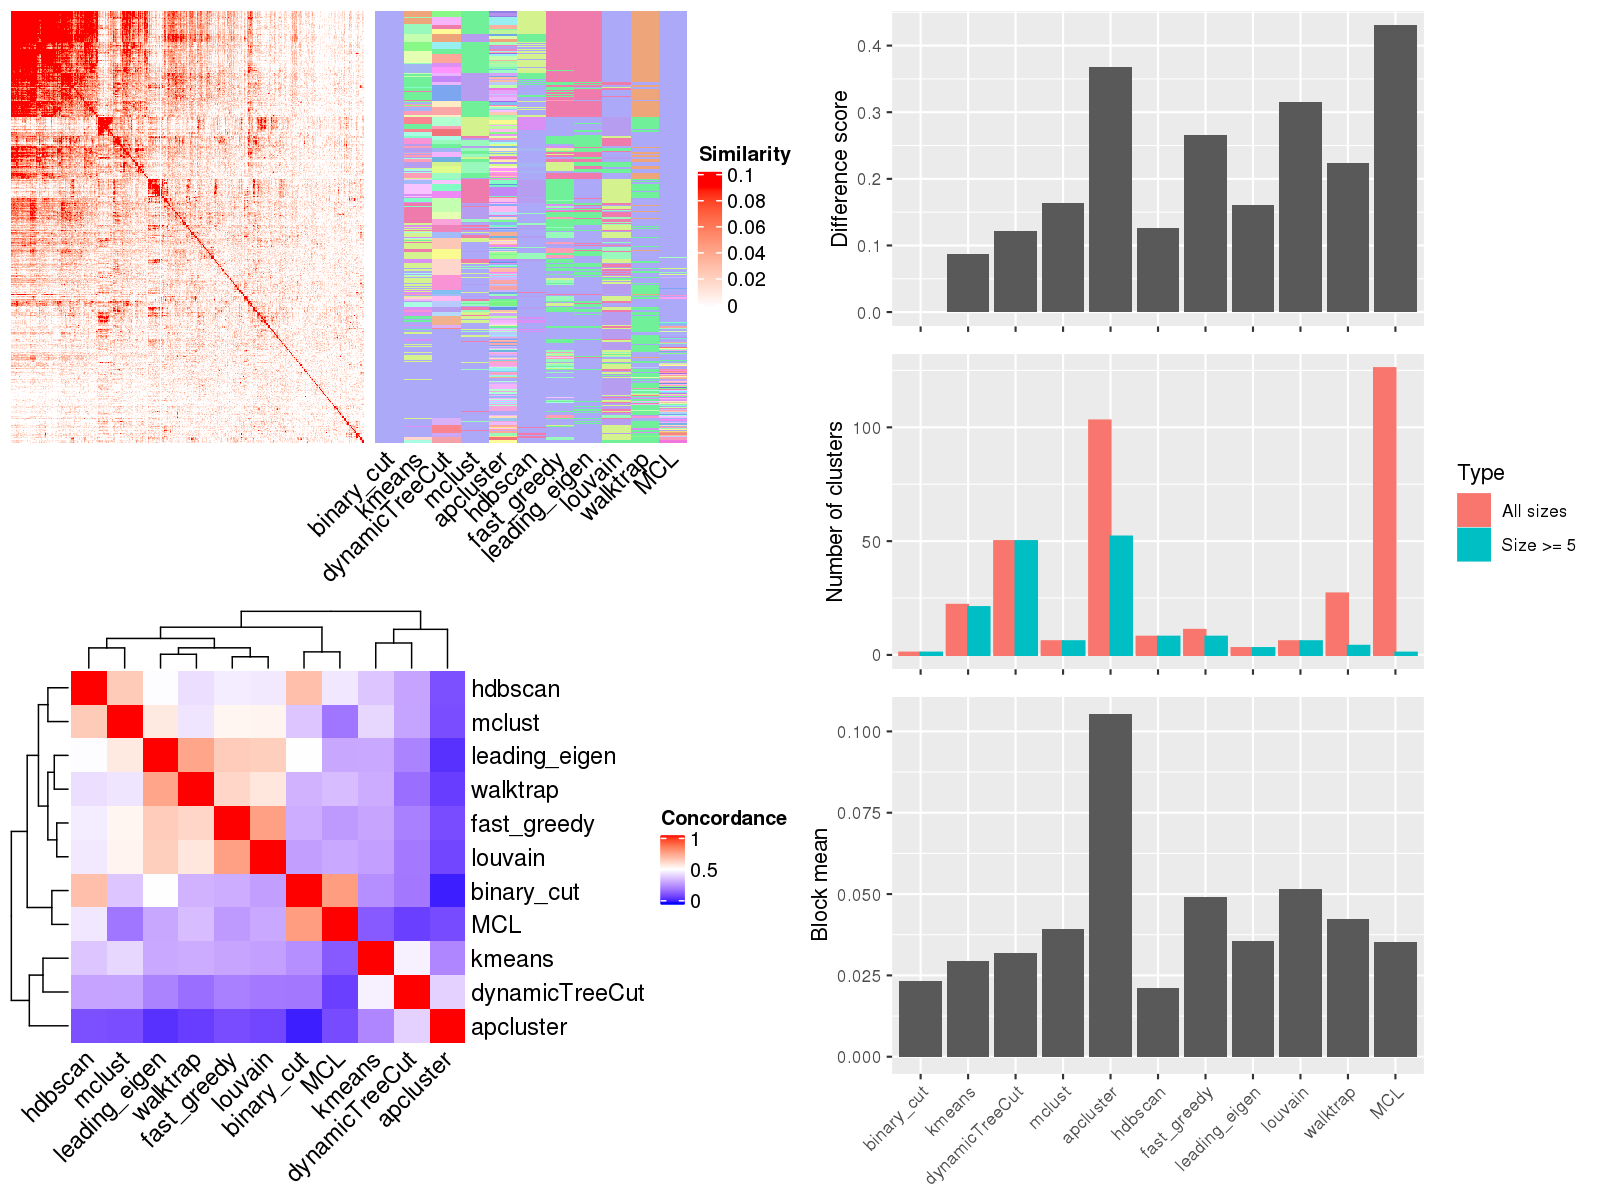 Similarity
0.1
0.08
0.06
0.04
0.02
0
binary_cut
kmeans
dynamicTreeCut
mclust
apcluster
hdbscan
fast_greedy
leading_eigen
louvain
walktrap
MCL
hdbscan
mclust
leading_eigen
walktrap
fast_greedy
louvain
binary_cut
MCL
kmeans
dynamicTreeCut
apcluster
Concordance
1
0.5
0
hdbscan
mclust
leading_eigen
walktrap
fast_greedy
louvain
binary_cut
MCL
kmeans
dynamicTreeCut
apcluster
Difference score
0.4
0.3
0.2
0.1
0.0
Number of clusters
100
50
0
Type
All sizes
Size >= 5
Block mean
0.100
0.075
0.050
0.025
0.000
binary_cut
kmeans
dynamicTreeCut
mclust
apcluster
hdbscan
fast_greedy
leading_eigen
louvain
walktrap
MCL